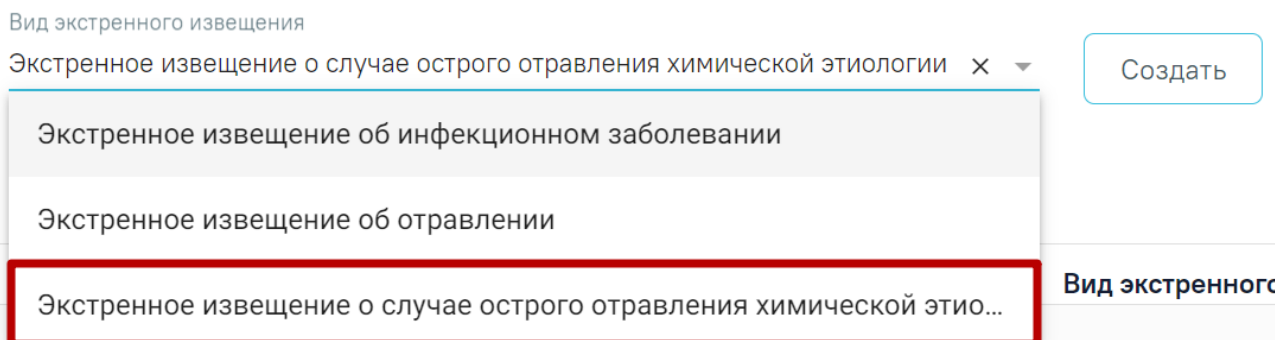 Вид экстренного извещения
Экстренное извещение о случае острого отравления химической этиологии
Создать
Экстренное извещение об инфекционном заболевании
Экстренное извещение об отравлении
Экстренное извещение о случае острого отравления химической этио...
Вид экстренного